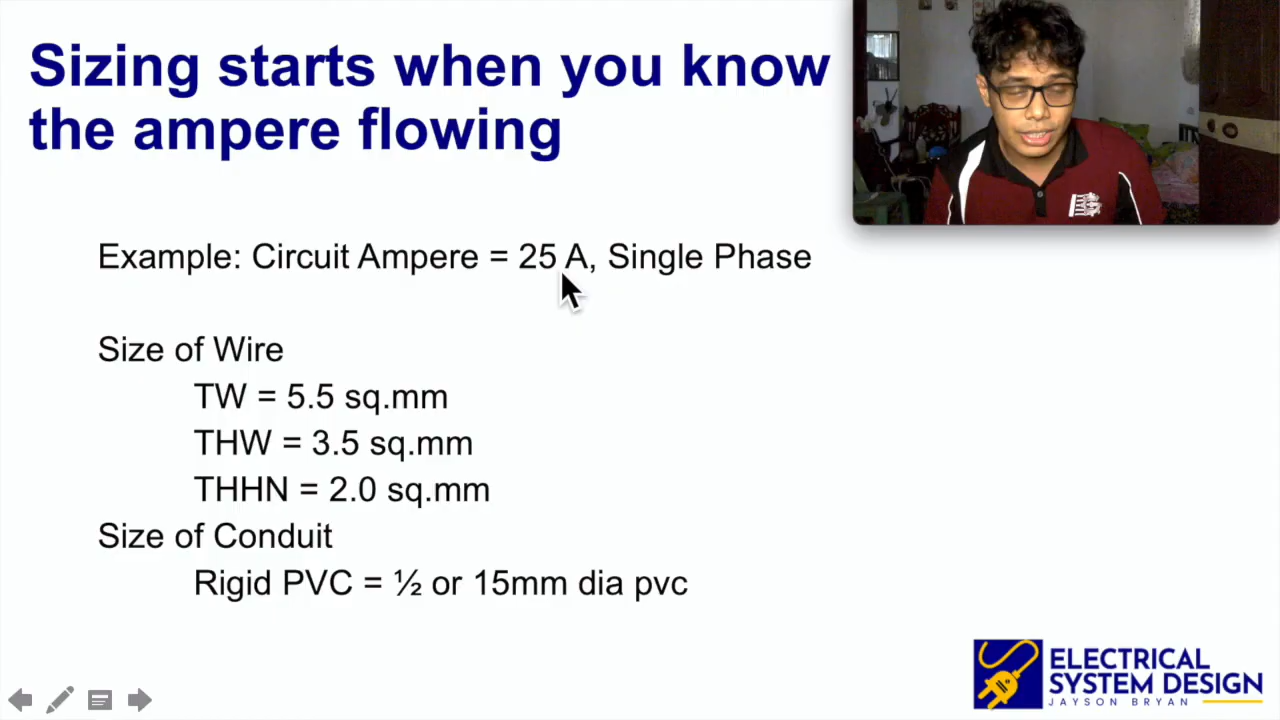 Sizing starts when you know
the ampere flowing
Example: Circuit Ampere = 25 A, Single Phase
Size of Wire
TW = 5.5 sq.mm
THW = 3.5 sq.mm
THHN = 2.0 sq.mm
Size of Conduit
Rigid PVC = ½ or 15mm dia pvc
ELECTRICAL
SYSTEM DESIGN
JAYSON BRYAN